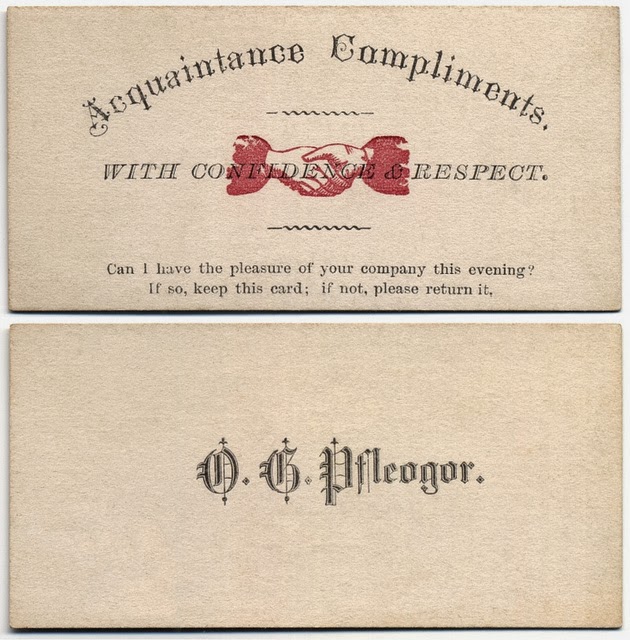 Acquaintance Compliments.
WITH CONFIDENCE & RESPECT.
Can I have the pleasure of your company this evening?
If so, keep this card; if not, please return it.
O. G. Pfleogor.